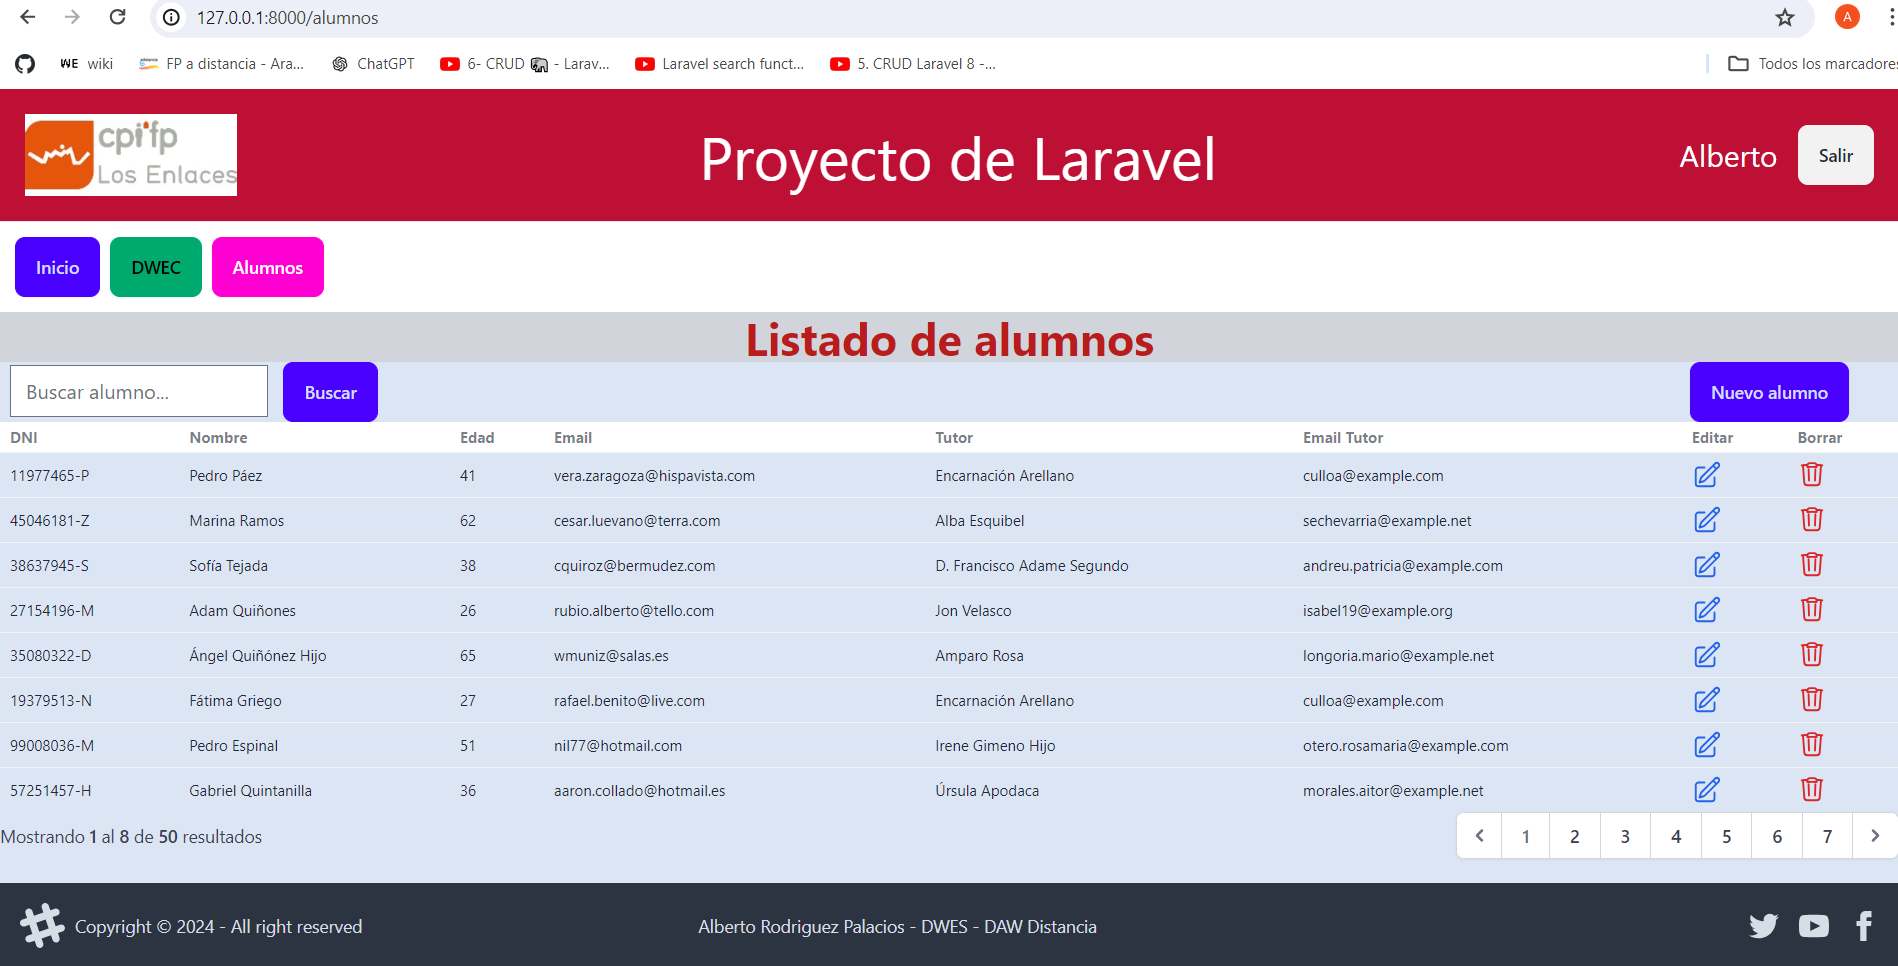 127.0.0.1:8000/alumnos
A
WE wiki FP a distancia - Ara... ChatGPT 6- CRUD - Larav... Laravel search funct... 5. CRUD Laravel 8 -... Todos los marcadores
cpifp
Los Enlaces
Proyecto de Laravel
Alberto Salir
Inicio DWEC Alumnos
Listado de alumnos
Buscar alumno... Buscar Nuevo alumno
DNI Nombre Edad Email Tutor Email Tutor Editar Borrar
11977465-P Pedro Páez 41 vera.zaragoza@hispavista.com Encarnación Arellano culloa@example.com
45046181-Z Marina Ramos 62 cesar.luevano@terra.com Alba Esquibel sechevarria@example.net
38637945-S Sofía Tejada 38 cquiroz@bermudez.com D. Francisco Adame Segundo andreu.patricia@example.com
27154196-M Adam Quiñones 26 rubio.alberto@tello.com Jon Velasco isabel19@example.org
35080322-D Ángel Quiñónez Hijo 65 wmuniz@salas.es Amparo Rosa longoria.mario@example.net
19379513-N Fátima Griego 27 rafael.benito@live.com Encarnación Arellano culloa@example.com
99008036-M Pedro Espinal 51 nil77@hotmail.com Irene Gimeno Hijo otero.rosamaria@example.com
57251457-H Gabriel Quintanilla 36 aaron.collado@hotmail.es Úrsula Apodaca morales.aitor@example.net
Mostrando 1 al 8 de 50 resultados 1 2 3 4 5 6 7
Copyright © 2024 - All right reserved Alberto Rodriguez Palacios - DWES - DAW Distancia